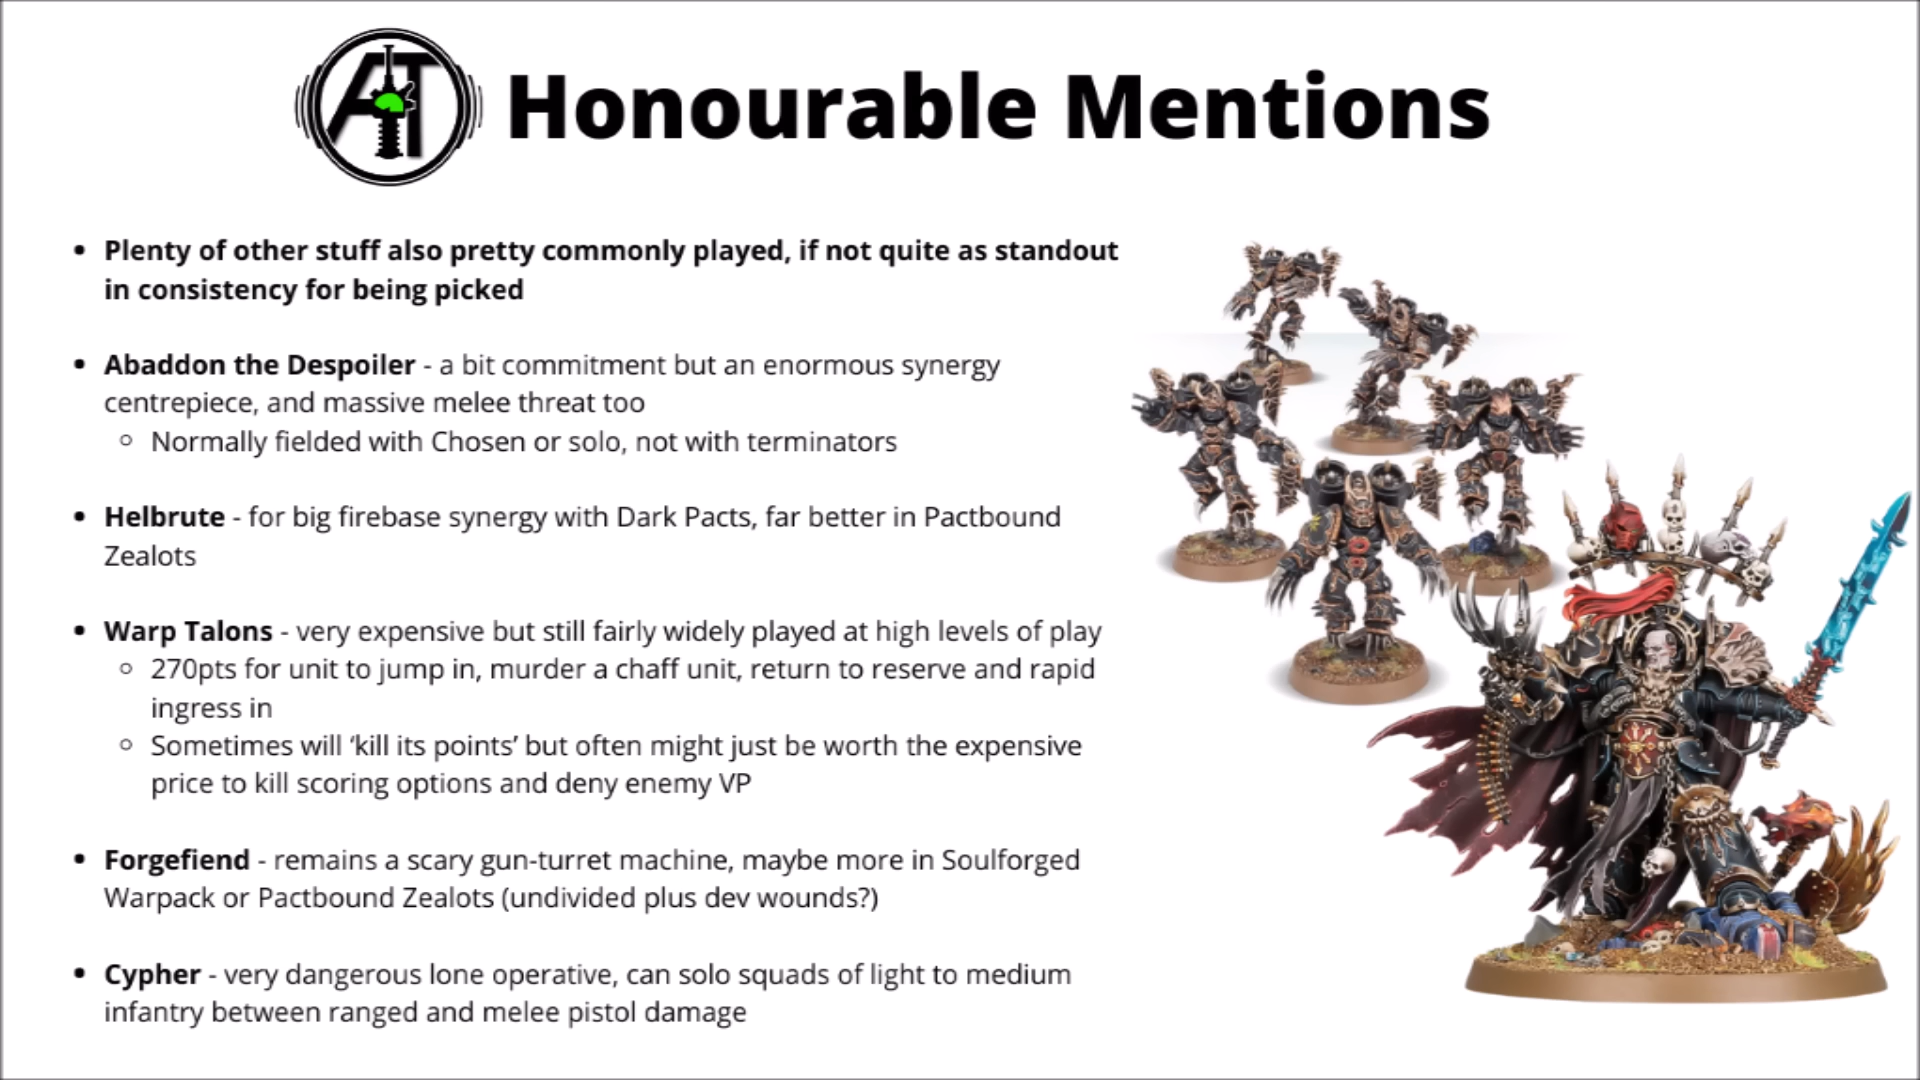 AT
Honourable Mentions
• Plenty of other stuff also pretty commonly played, if not quite as standout
in consistency for being picked
• Abaddon the Despoiler - a bit commitment but an enormous synergy
centrepiece, and massive melee threat too
○ Normally fielded with Chosen or solo, not with terminators
• Helbrute - for big firebase synergy with Dark Pacts, far better in Pactbound
Zealots
• Warp Talons - very expensive but still fairly widely played at high levels of play
○ 270pts for unit to jump in, murder a chaff unit, return to reserve and rapid
ingress in
○ Sometimes will ‘kill its points’ but often might just be worth the expensive
price to kill scoring options and deny enemy VP
• Forgefiend - remains a scary gun-turret machine, maybe more in Soulforged
Warpack or Pactbound Zealots (undivided plus dev wounds?)
• Cypher - very dangerous lone operative, can solo squads of light to medium
infantry between ranged and melee pistol damage